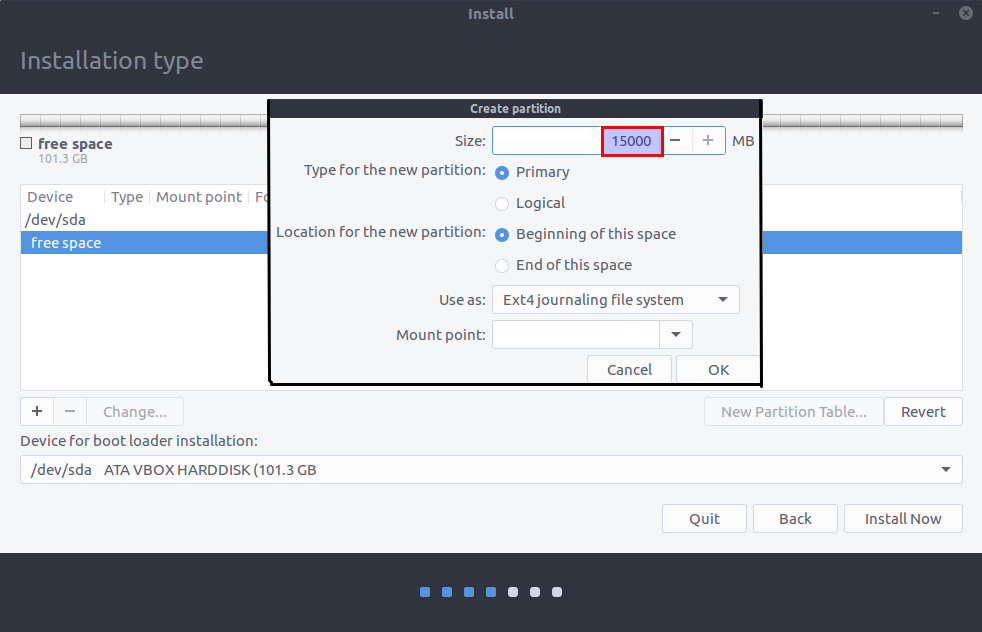 Install
Installation type
Create partition
Size: 15000 − + MB
Type for the new partition: Primary
Logical
Location for the new partition: Beginning of this space
End of this space
Use as: Ext4 journaling file system
Mount point:
Cancel OK
free space
101.3 GB
Device Type Mount point Fo
/dev/sda
free space
+ − Change... New Partition Table... Revert
Device for boot loader installation:
/dev/sda ATA VBOX HARDDISK (101.3 GB
Quit Back Install Now